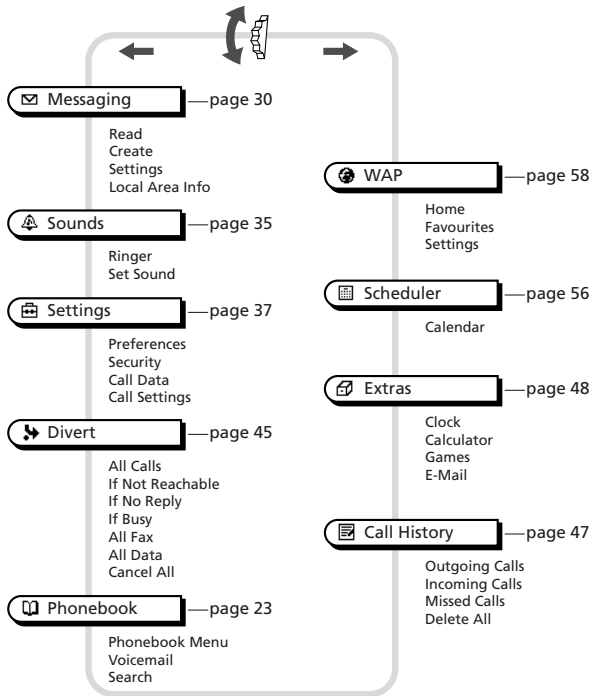 Messaging —page 30
Read
Create
Settings
Local Area Info
Sounds —page 35
Ringer
Set Sound
Settings —page 37
Preferences
Security
Call Data
Call Settings
Divert —page 45
All Calls
If Not Reachable
If No Reply
If Busy
All Fax
All Data
Cancel All
Phonebook —page 23
Phonebook Menu
Voicemail
Search
WAP —page 58
Home
Favourites
Settings
Scheduler —page 56
Calendar
Extras —page 48
Clock
Calculator
Games
E-Mail
Call History —page 47
Outgoing Calls
Incoming Calls
Missed Calls
Delete All